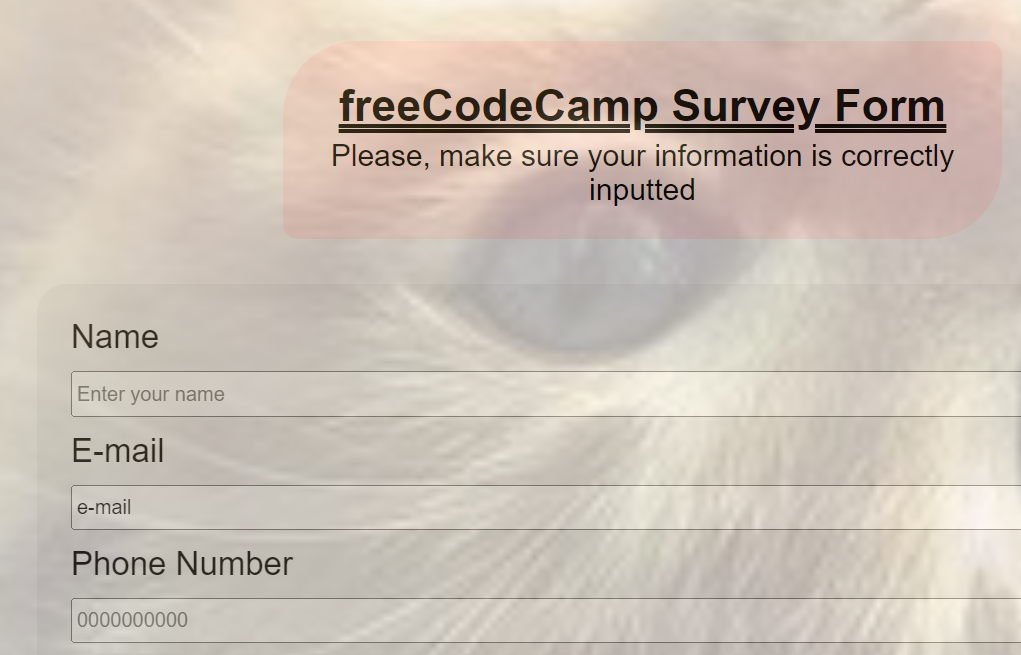 freeCodeCamp Survey Form
Please, make sure your information is correctly
inputted
Name
Enter your name
E-mail
e-mail
Phone Number
0000000000